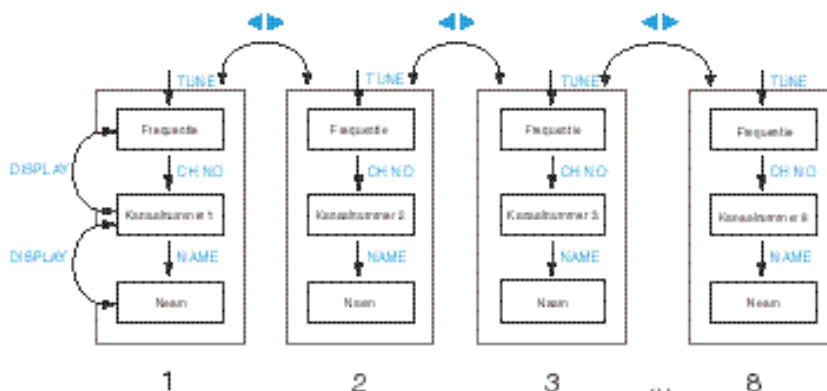 TUNE TUNE TUNE TUNE
Frequentie Frequentie Frequentie Frequentie
DISPLAY CH NO CH NO CH NO CH NO
Kanaalnummer 1 Kanaalnummer 2 Kanaalnummer 3 Kanaalnummer 8
DISPLAY NAME NAME NAME NAME
Naam Naam Naam Naam
1 2 3 ... 8